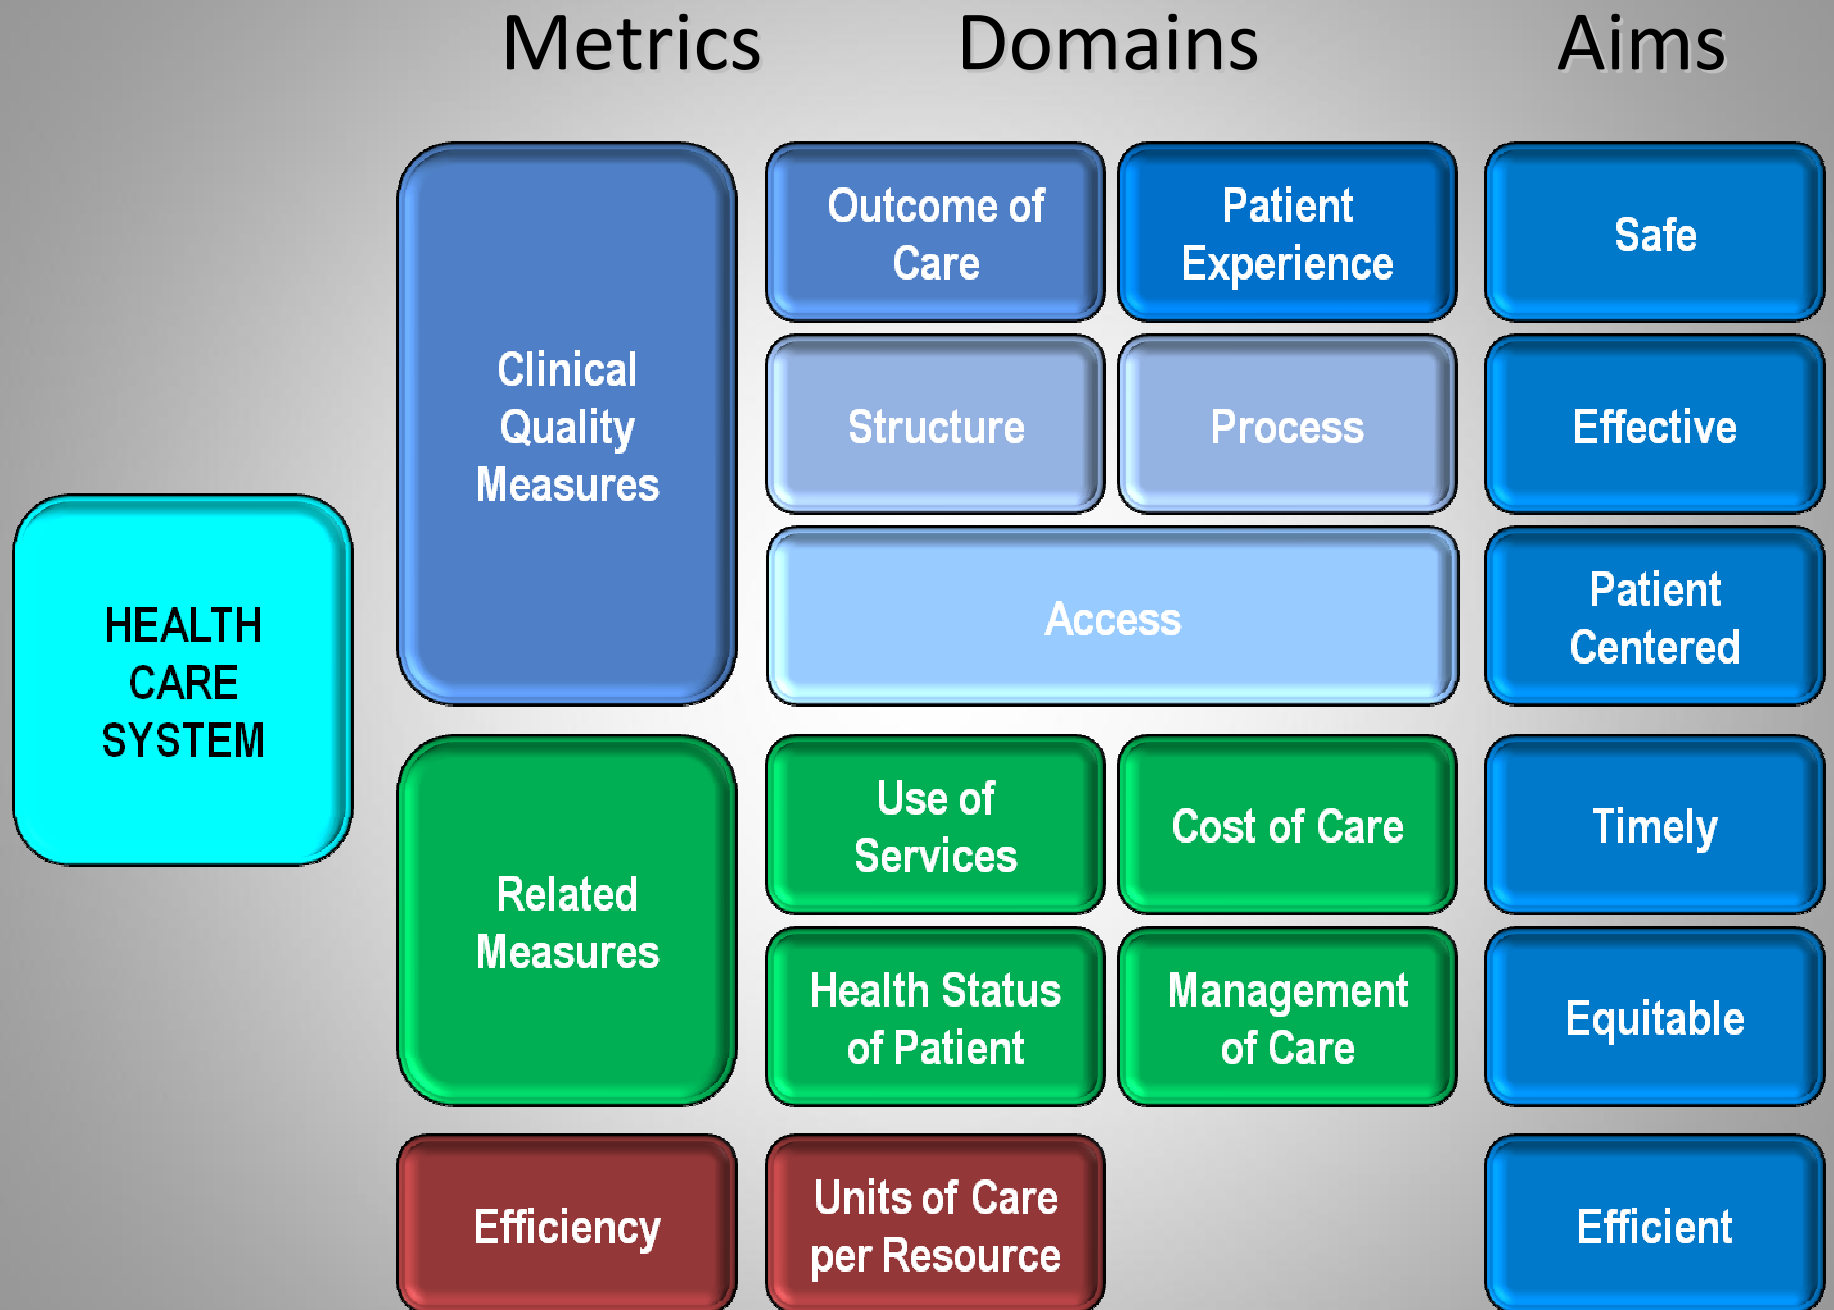 Metrics
Domains
Aims
HEALTH
CARE
SYSTEM
Clinical
Quality
Measures
Outcome of
Care
Patient
Experience
Safe
Structure
Process
Effective
Access
Patient
Centered
Related
Measures
Use of
Services
Cost of Care
Timely
Health Status
of Patient
Management
of Care
Equitable
Efficiency
Units of Care
per Resource
Efficient